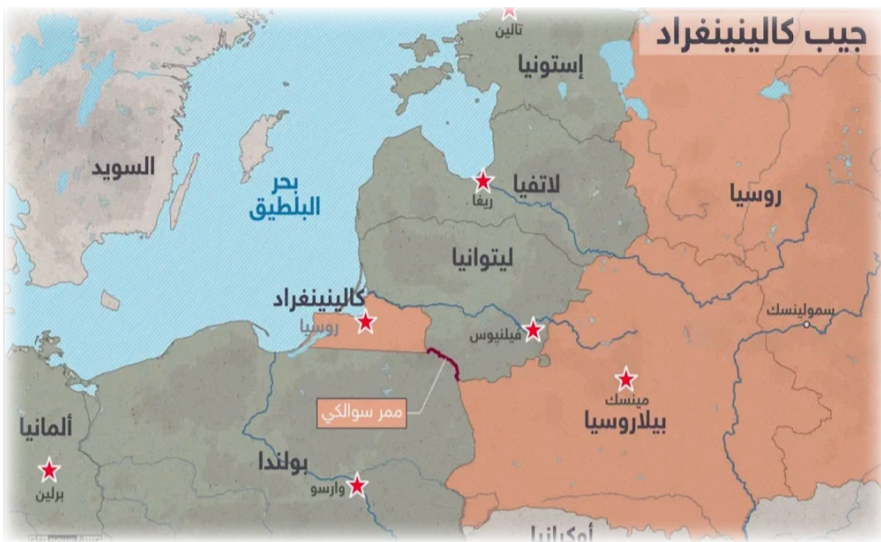 جيب كالينينغراد
تالين
إستونيا
السويد
بحر
البلطيق
لاتفيا
ريغا
روسيا
ليتوانيا
كالينينغراد
روسيا
سمولينسك
فيلنيوس
مينسك
بيلاروسيا
ممر سوالكي
ألمانيا
برلين
بولندا
وارسو
أوكرانيا